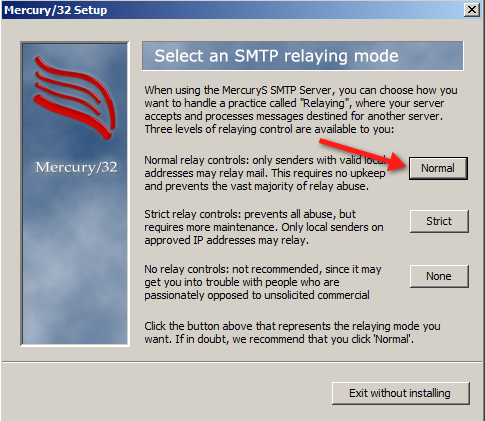 Mercury/32 Setup
Select an SMTP relaying mode
Mercury/32
When using the MercuryS SMTP Server, you can choose how you
want to handle a practice called "Relaying", where your server
accepts and processes messages destined for another server.
Three levels of relaying control are available to you:
Normal relay controls: only senders with valid local
addresses may relay mail. This requires no upkeep
and prevents the vast majority of relay abuse.
Normal
Strict relay controls: prevents all abuse, but
requires more maintenance. Only local senders on
approved IP addresses may relay.
Strict
No relay controls: not recommended, since it may
get you into trouble with people who are
passionately opposed to unsolicited commercial
None
Click the button above that represents the relaying mode you
want. If in doubt, we recommend that you click 'Normal'.
Exit without installing